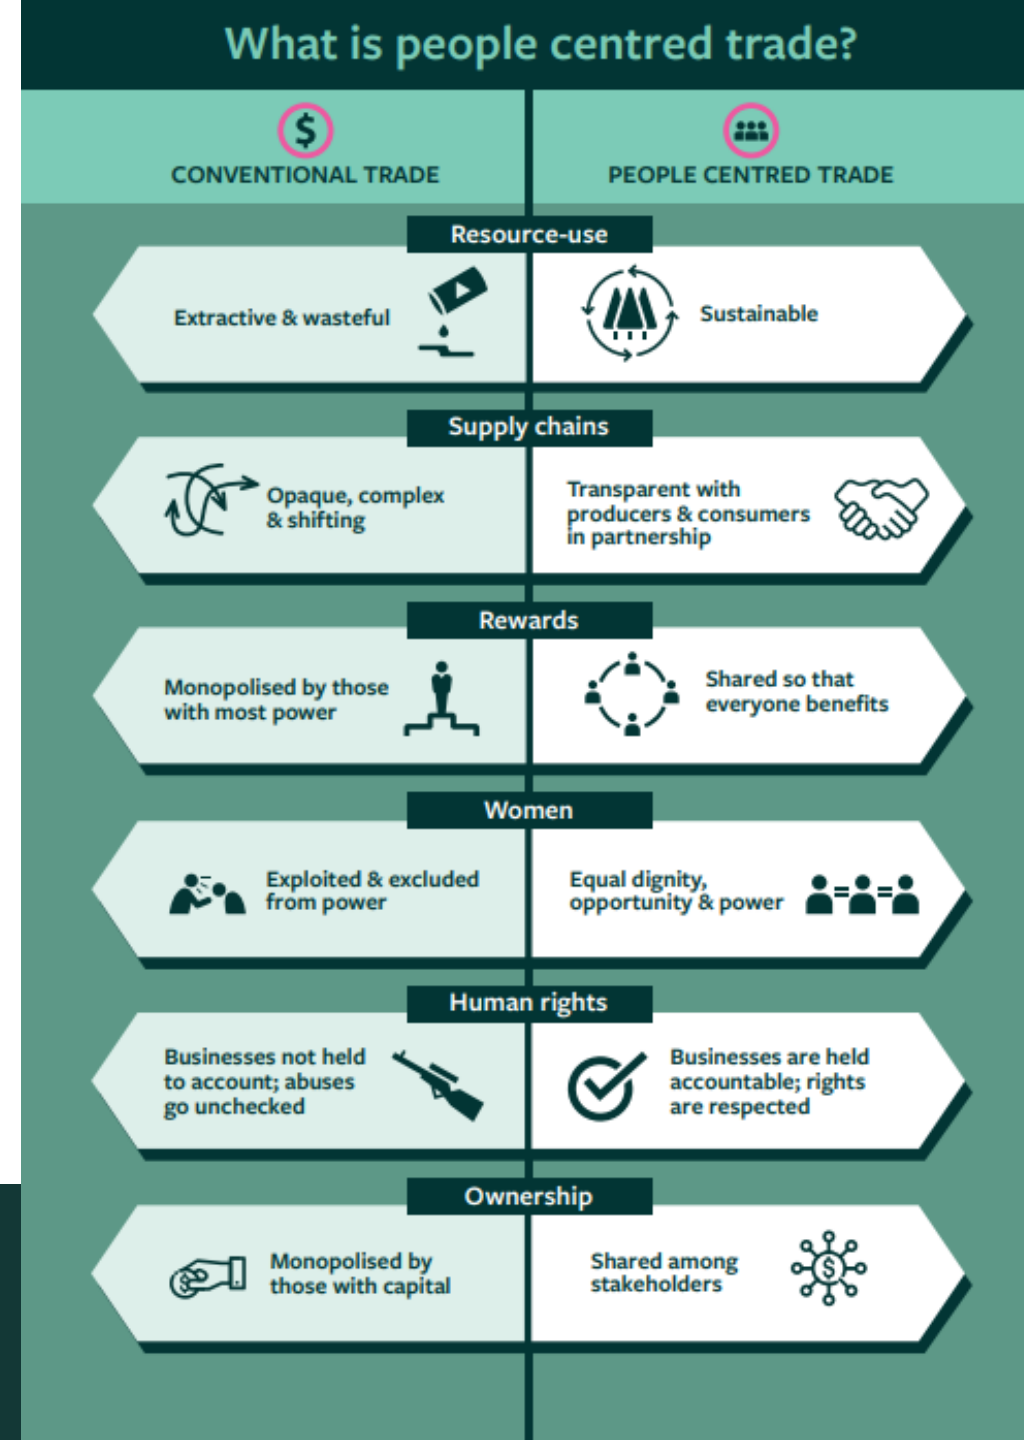 What is people centred trade?
$
CONVENTIONAL TRADE
PEOPLE CENTRED TRADE
Resource-use
Extractive & wasteful
Sustainable
Supply chains
Opaque, complex
& shifting
Transparent with
producers & consumers
in partnership
Rewards
Monopolised by those
with most power
Shared so that
everyone benefits
Women
Exploited & excluded
from power
Equal dignity,
opportunity & power
Human rights
Businesses not held
to account; abuses
go unchecked
Businesses are held
accountable; rights
are respected
Ownership
$
Monopolised by
those with capital
Shared among
stakeholders
$